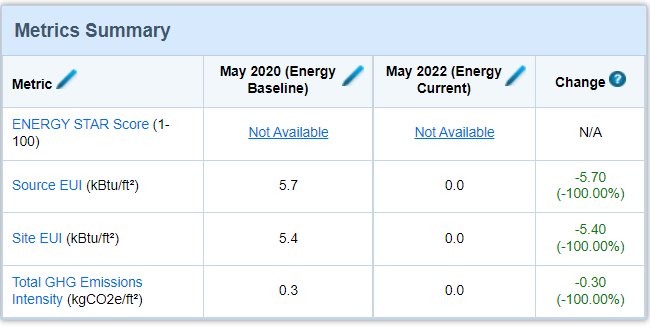 Metrics Summary
Metric
May 2020 (Energy
Baseline)
May 2022 (Energy
Current)
Change ?
ENERGY STAR Score (1-
100)
Not Available
Not Available
N/A
Source EUI (kBtu/ft²)
5.7
0.0
-5.70
(-100.00%)
Site EUI (kBtu/ft²)
5.4
0.0
-5.40
(-100.00%)
Total GHG Emissions
Intensity (kgCO2e/ft²)
0.3
0.0
-0.30
(-100.00%)